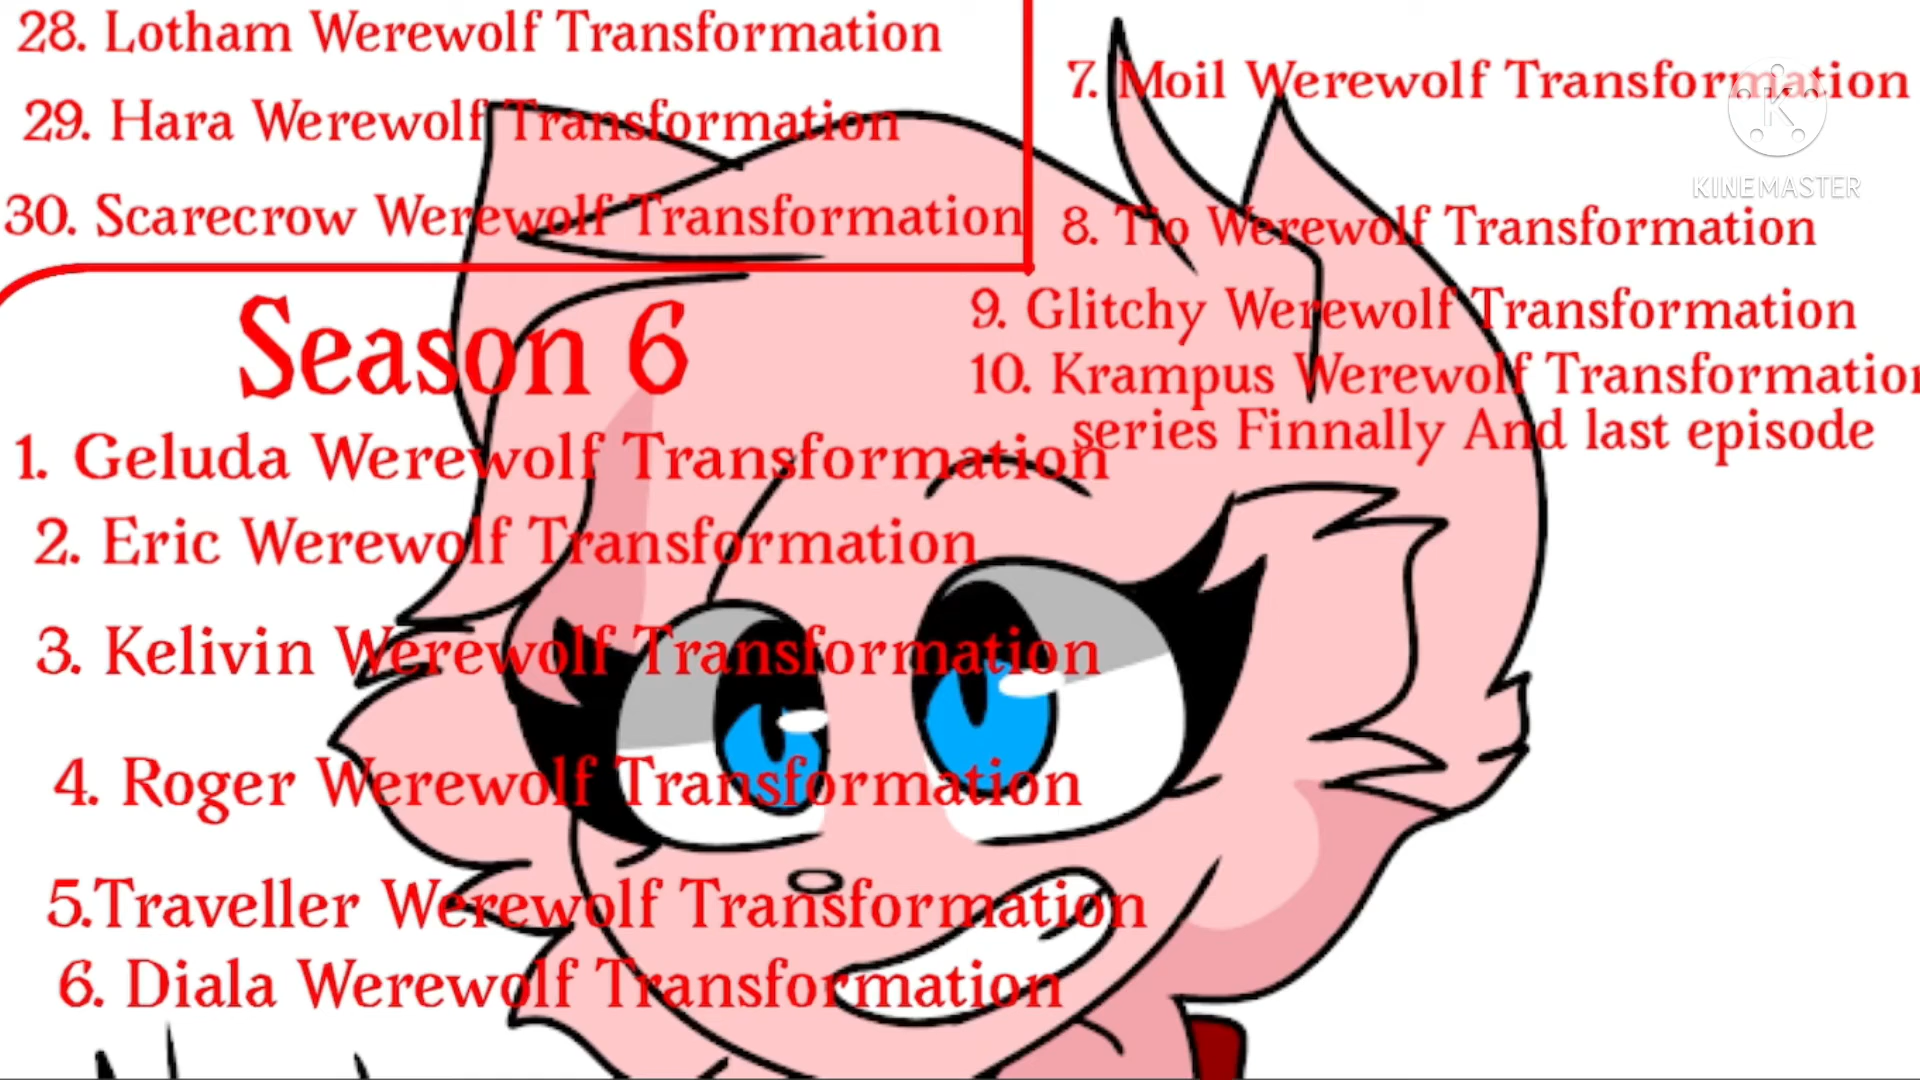 28. Lotham Werewolf Transformation
29. Hara Werewolf Transformation
30. Scarecrow Werewolf Transformation
Season 6
1. Geluda Werewolf Transformation
2. Eric Werewolf Transformation
3. Kelivin Werewolf Transformation
4. Roger Werewolf Transformation
5.Traveller Werewolf Transformation
6. Diala Werewolf Transformation
7. Moil Werewolf Transformation
8. Tio Werewolf Transformation
9. Glitchy Werewolf Transformation
10. Krampus Werewolf Transformation
series Finnally And last episode
K
KINEMASTER